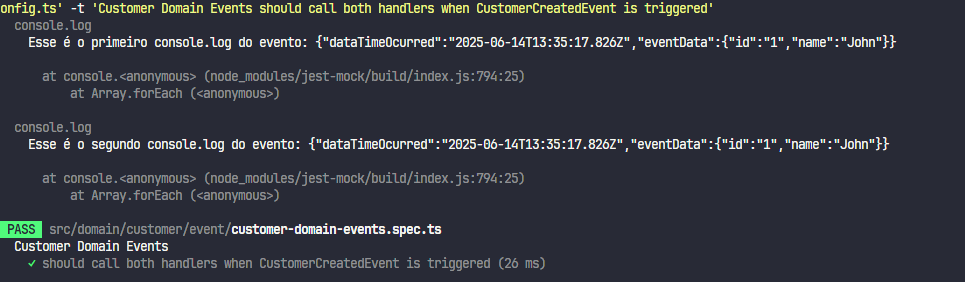 onfig.ts' -t 'Customer Domain Events should call both handlers when CustomerCreatedEvent is triggered'
console.log
Esse é o primeiro console.log do evento: {"dataTimeOcurred":"2025-06-14T13:35:17.826Z","eventData":{"id":"1","name":"John"}}
at console.<anonymous> (node_modules/jest-mock/build/index.js:794:25)
at Array.forEach (<anonymous>)
console.log
Esse é o segundo console.log do evento: {"dataTimeOcurred":"2025-06-14T13:35:17.826Z","eventData":{"id":"1","name":"John"}}
at console.<anonymous> (node_modules/jest-mock/build/index.js:794:25)
at Array.forEach (<anonymous>)
PASS src/domain/customer/event/customer-domain-events.spec.ts
Customer Domain Events
✓ should call both handlers when CustomerCreatedEvent is triggered (26 ms)